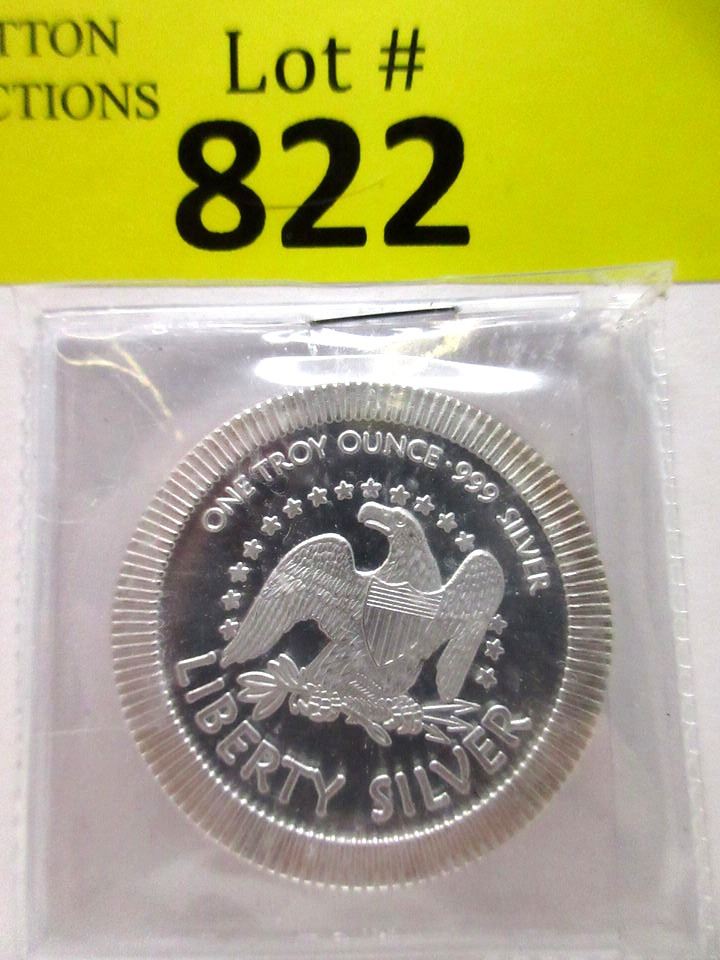 TTON
CTIONS
Lot #
822
ONE TROY OUNCE · 999 SILVER
LIBERTY SILVER